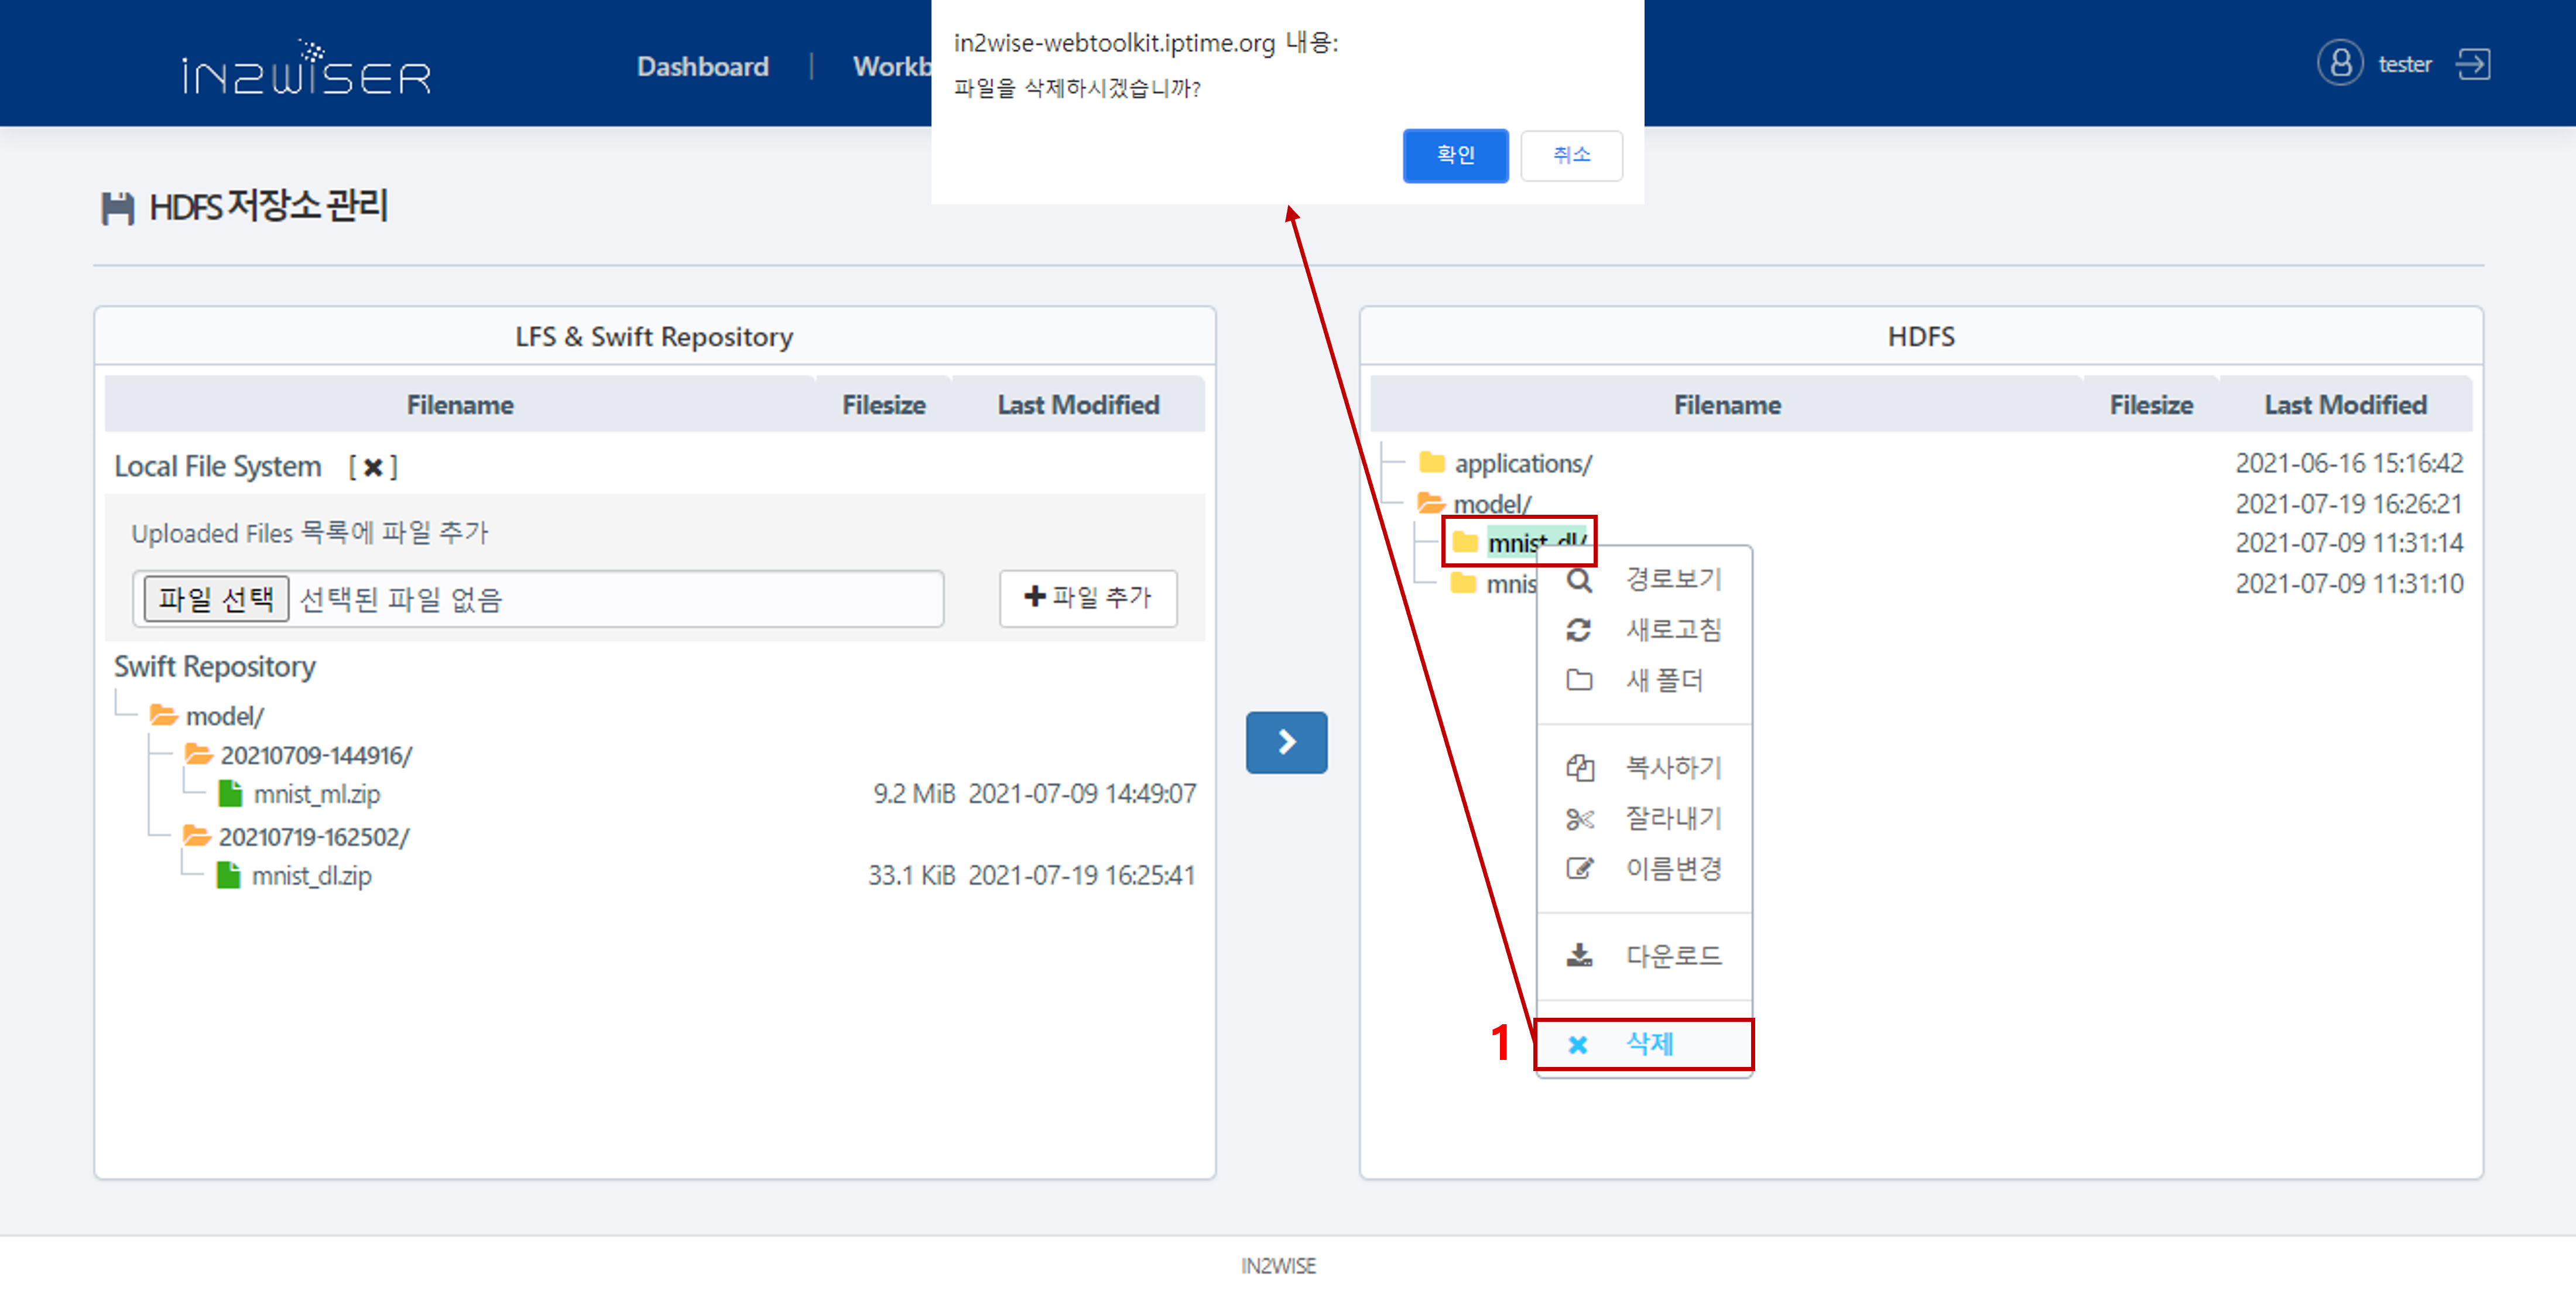 in2wise-webtoolkit.iptime.org 내용:
파일을 삭제하시겠습니까?
확인 취소
iN2WiSER
Dashboard | Workb
tester
HDFS 저장소 관리
LFS & Swift Repository
Filename Filesize Last Modified
Local File System [ ✖ ]
Uploaded Files 목록에 파일 추가
파일 선택 선택된 파일 없음
+ 파일 추가
Swift Repository
model/
20210709-144916/
mnist_ml.zip 9.2 MiB 2021-07-09 14:49:07
20210719-162502/
mnist_dl.zip 33.1 KiB 2021-07-19 16:25:41
HDFS
Filename Filesize Last Modified
applications/ 2021-06-16 15:16:42
model/ 2021-07-19 16:26:21
mnist_dl/ 2021-07-09 11:31:14
mnis 2021-07-09 11:31:10
경로보기
새로고침
새 폴더
복사하기
잘라내기
이름변경
다운로드
1 삭제
IN2WISE